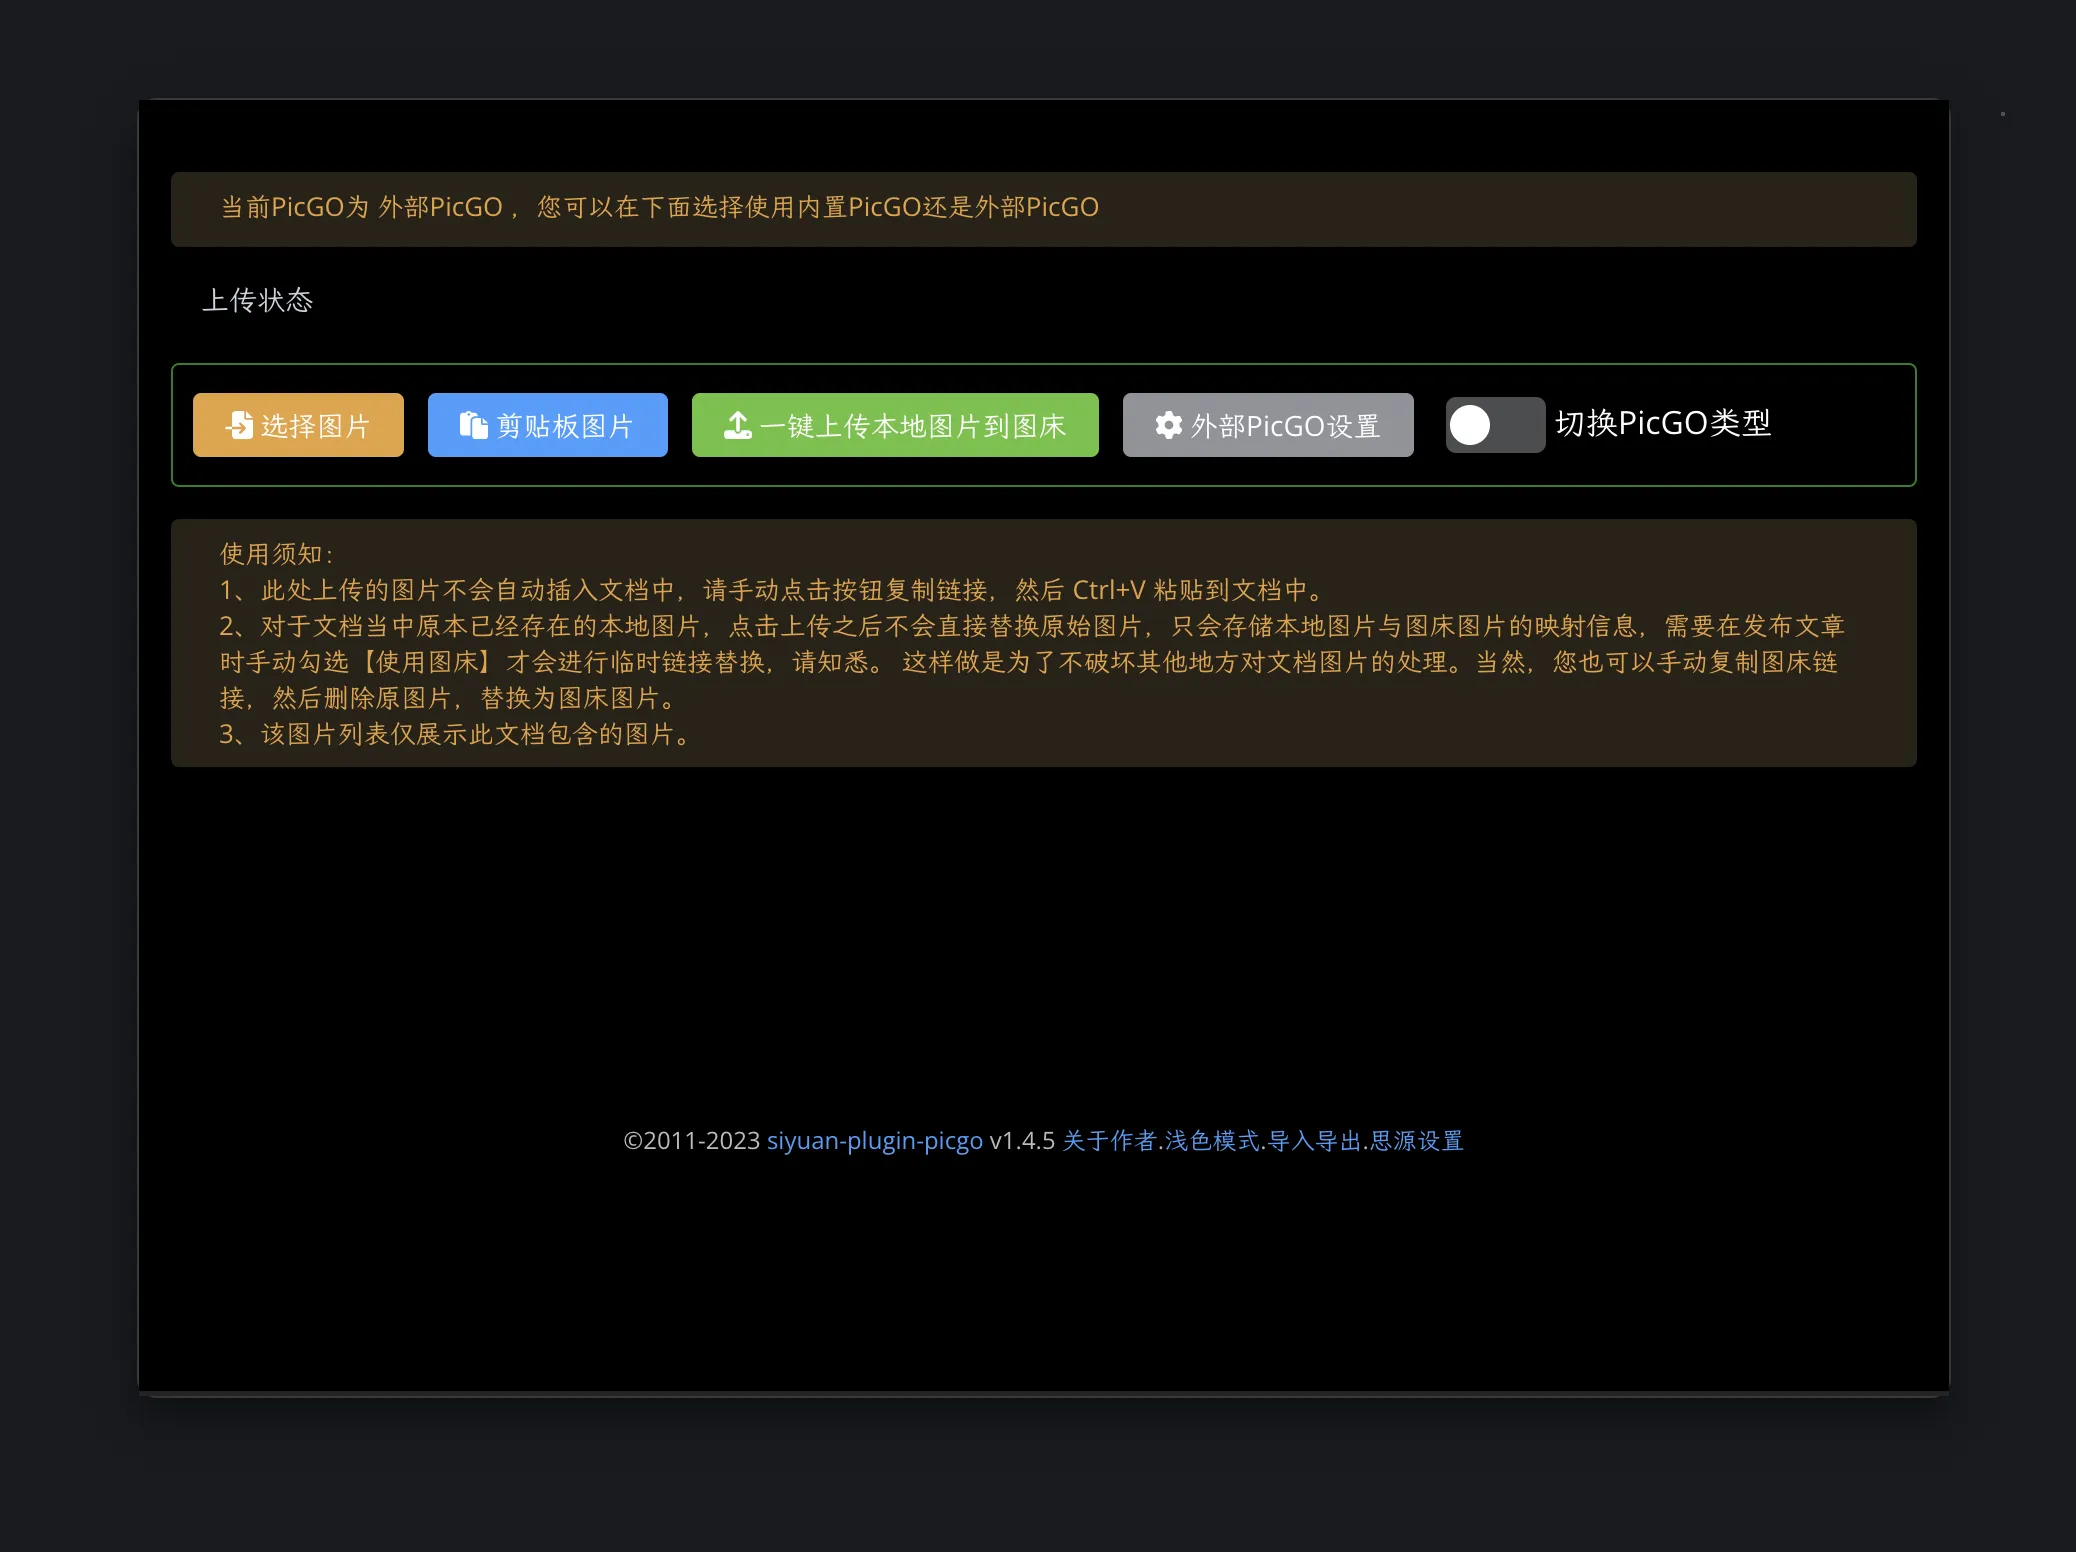 当前PicGO为 外部PicGO ，您可以在下面选择使用内置PicGO还是外部PicGO
上传状态
选择图片 剪贴板图片 一键上传本地图片到图床 外部PicGO设置 切换PicGO类型
使用须知：
1、此处上传的图片不会自动插入文档中，请手动点击按钮复制链接，然后 Ctrl+V 粘贴到文档中。
2、对于文档当中原本已经存在的本地图片，点击上传之后不会直接替换原始图片，只会存储本地图片与图床图片的映射信息，需要在发布文章
时手动勾选【使用图床】才会进行临时链接替换，请知悉。 这样做是为了不破坏其他地方对文档图片的处理。当然，您也可以手动复制图床链
接，然后删除原图片，替换为图床图片。
3、该图片列表仅展示此文档包含的图片。
©2011-2023 siyuan-plugin-picgo v1.4.5 关于作者.浅色模式.导入导出.思源设置